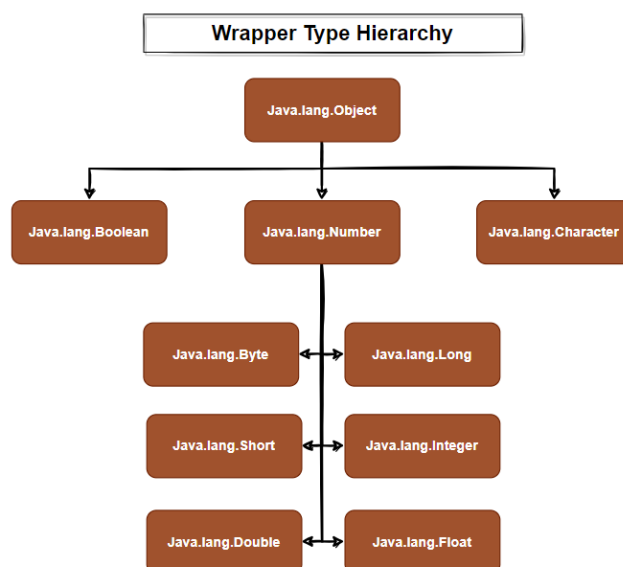 Wrapper Type Hierarchy
Java.lang.Object
Java.lang.Boolean
Java.lang.Number
Java.lang.Character
Java.lang.Byte
Java.lang.Long
Java.lang.Short
Java.lang.Integer
Java.lang.Double
Java.lang.Float